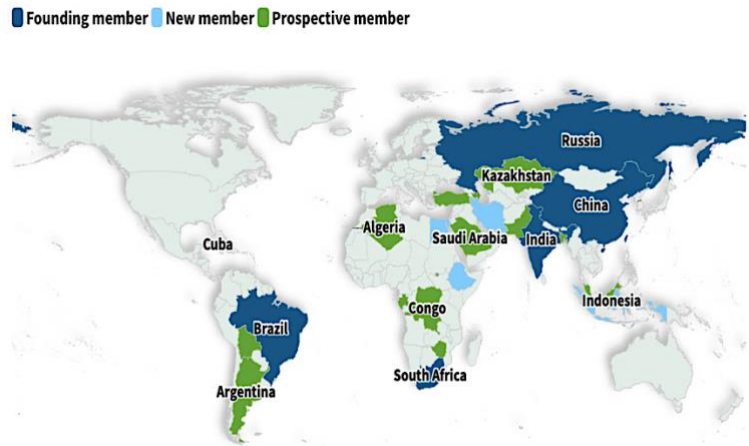 Founding member New member Prospective member
Russia
Kazakhstan
China
Algeria
Saudi Arabia
India
Cuba
Indonesia
Congo
Brazil
South Africa
Argentina